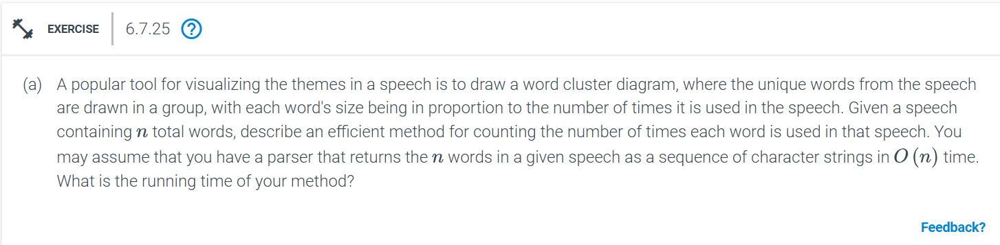 EXERCISE 6.7.25 ?
(a) A popular tool for visualizing the themes in a speech is to draw a word cluster diagram, where the unique words from the speech
are drawn in a group, with each word's size being in proportion to the number of times it is used in the speech. Given a speech
containing n total words, describe an efficient method for counting the number of times each word is used in that speech. You
may assume that you have a parser that returns the n words in a given speech as a sequence of character strings in O (n) time.
What is the running time of your method?
Feedback?